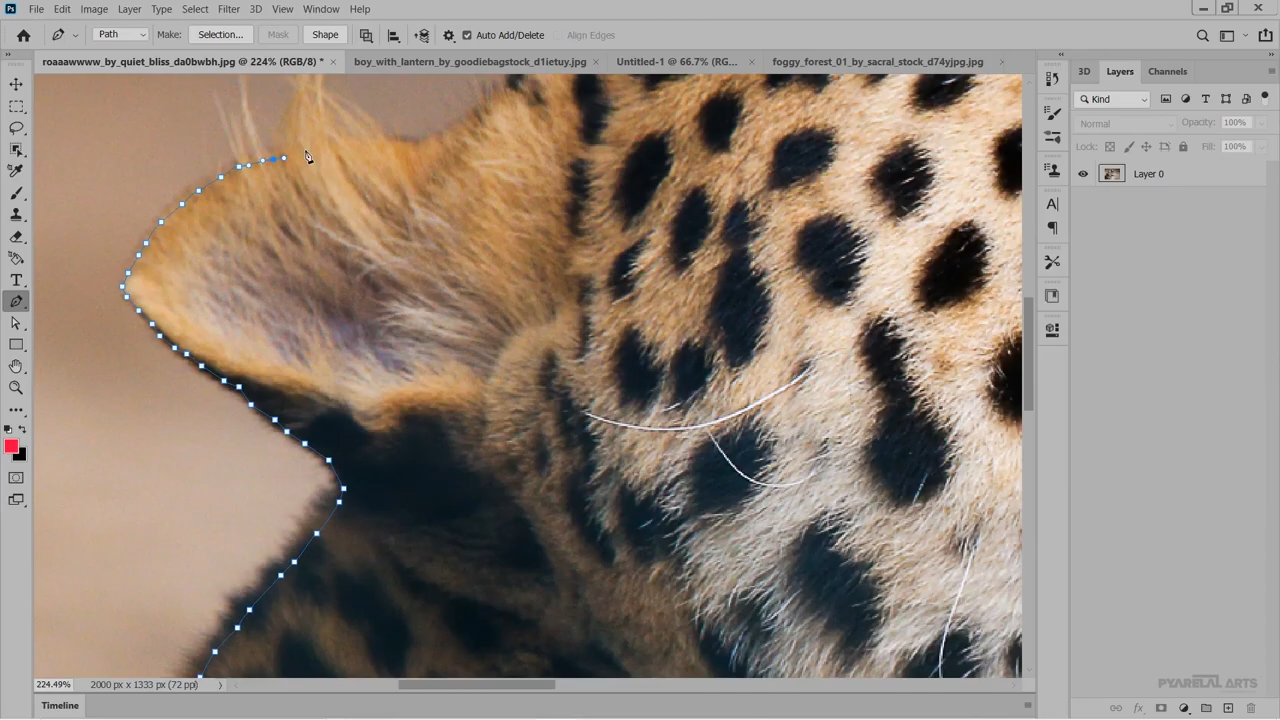 Ps File Edit Image Layer Type Select Filter 3D View Window Help
Path Make: Selection... Mask Shape Auto Add/Delete Align Edges
roaaawwww_by_quiet_bliss_da0bwbh.jpg @ 224% (RGB/8) * × boy_with_lantern_by_goodiebagstock_d1ietuy.jpg × Untitled-1 @ 66.7% (RG... × foggy_forest_01_by_sacral_stock_d74yjpg.jpg
3D Layers Channels
Kind
Normal Opacity: 100%
Lock: Fill: 100%
Layer 0
PYARELAL ARTS
224.49% 2000 px x 1333 px (72 ppi)
Timeline